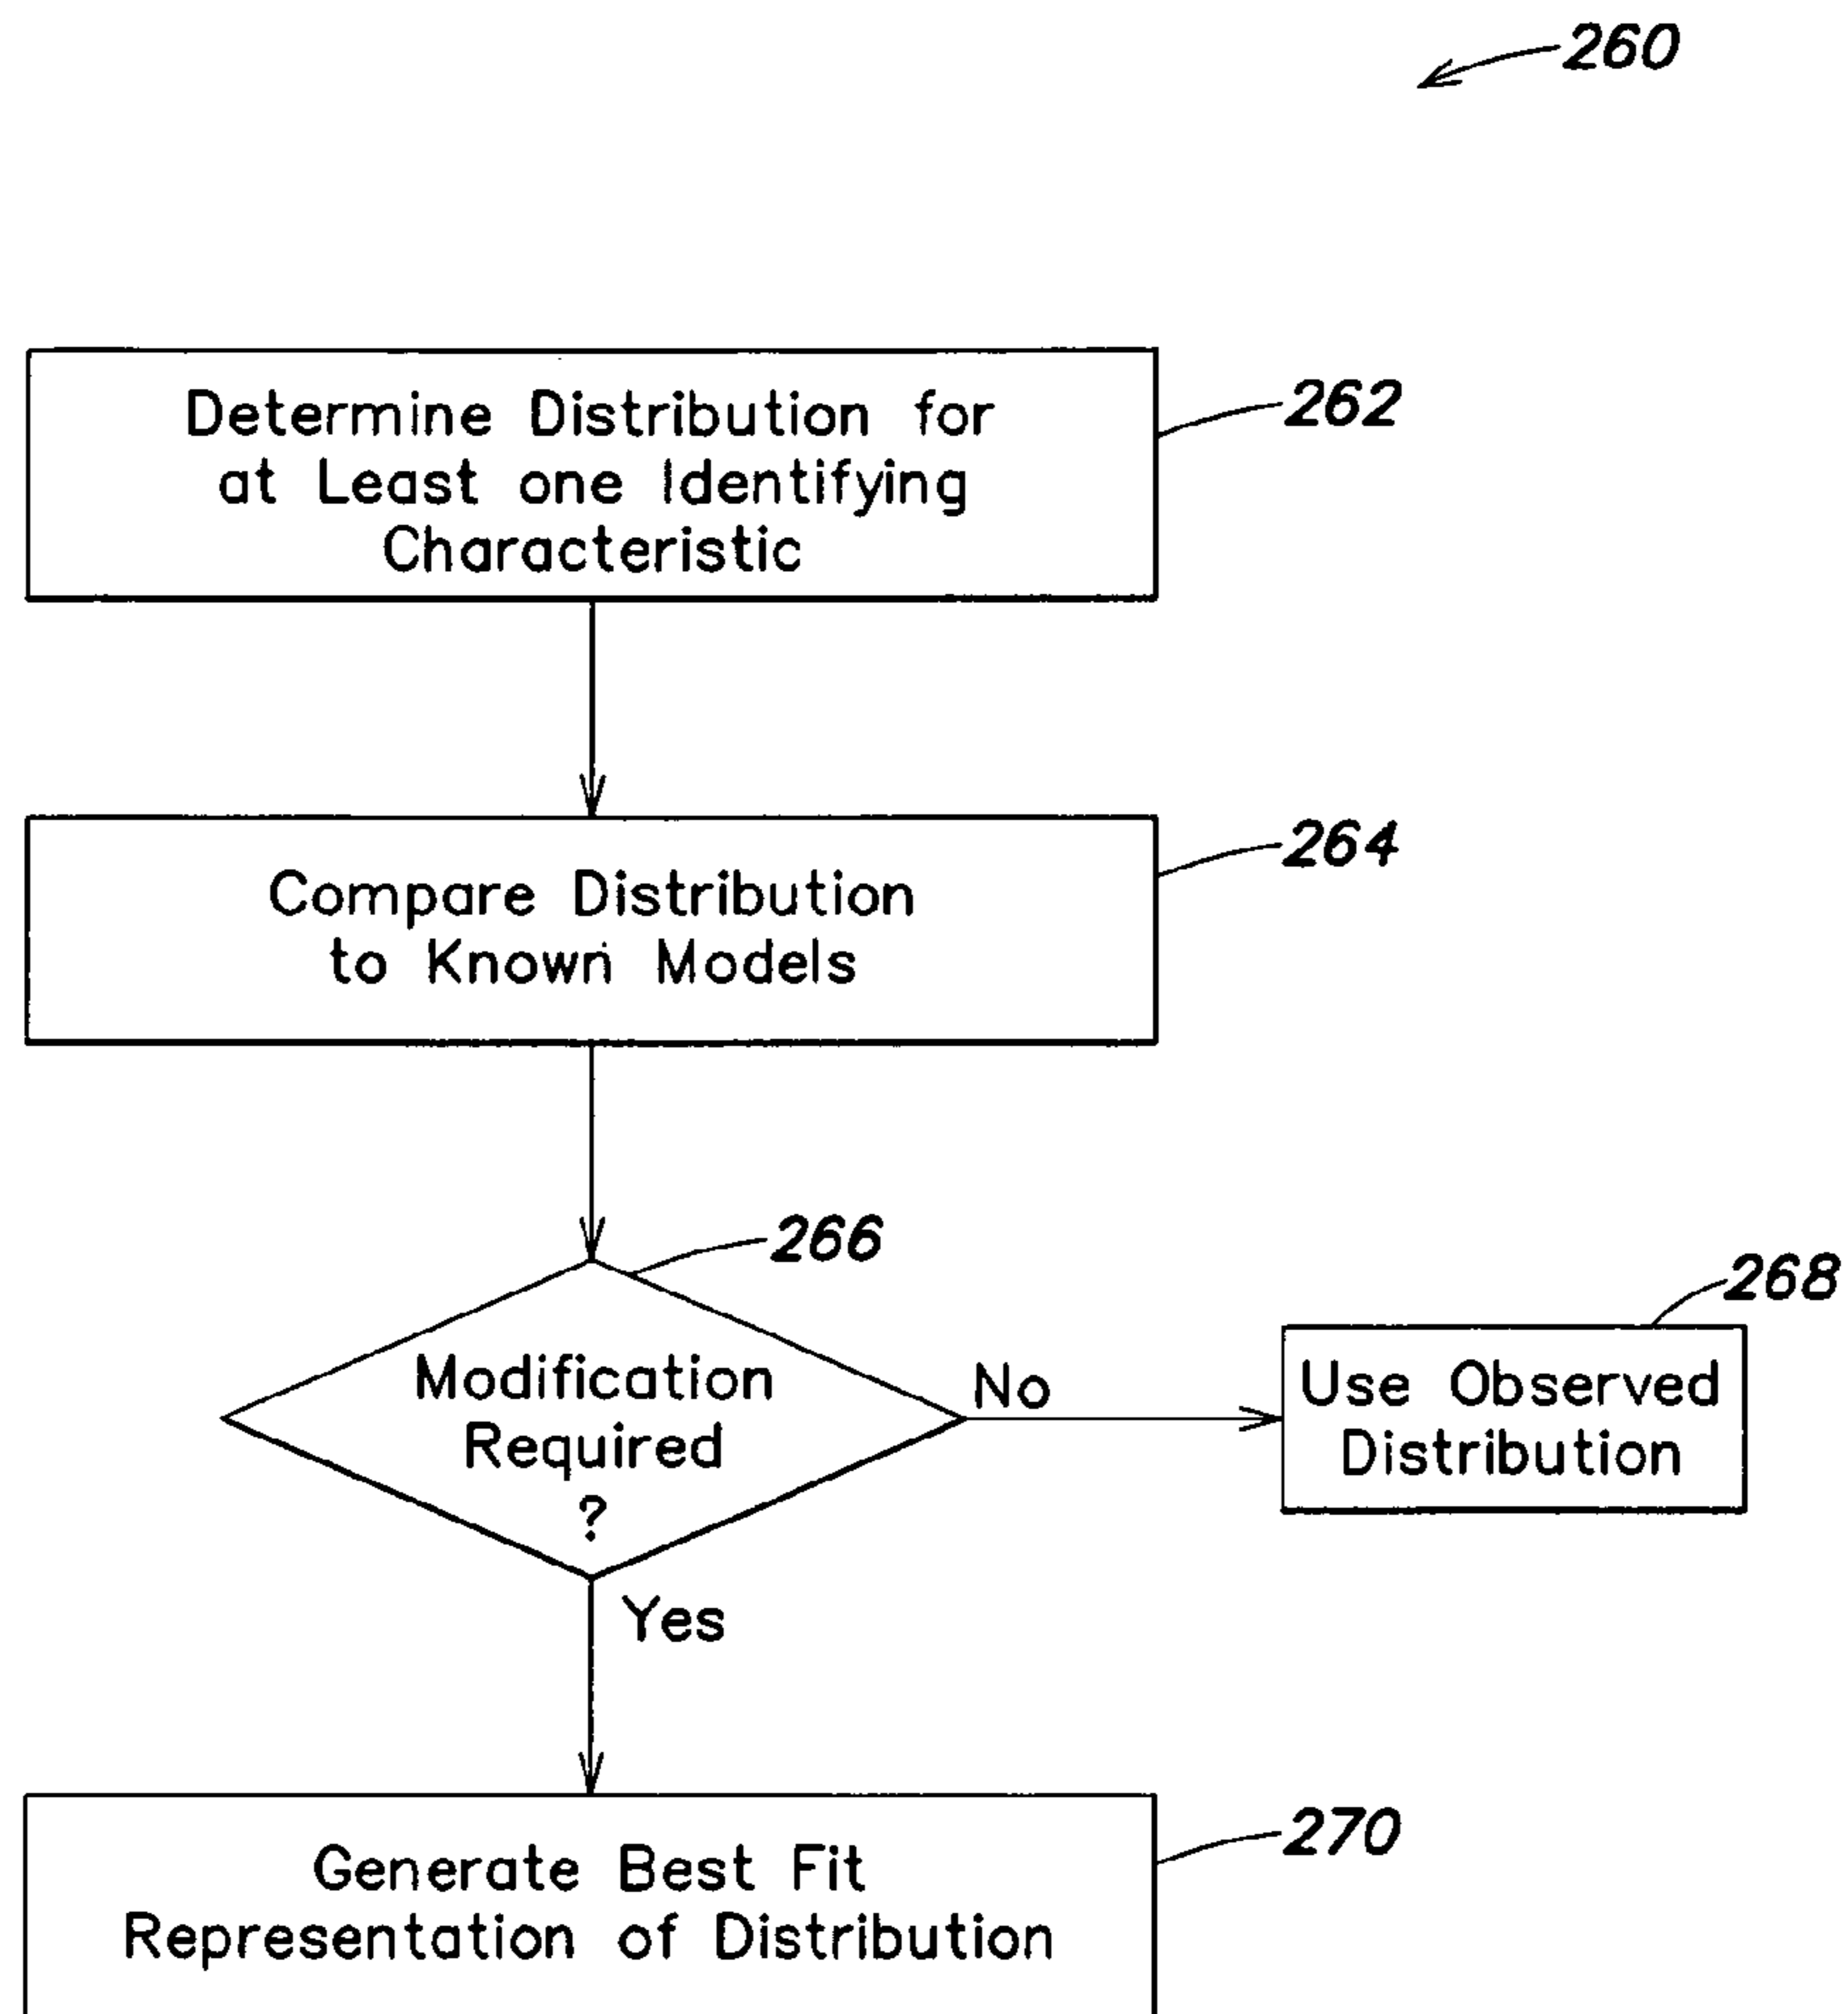 260
Determine Distribution for
at Least one Identifying
Characteristic
262
Compare Distribution
to Known Models
264
266
Modification
Required
?
No
268
Use Observed
Distribution
Yes
Generate Best Fit
Representation of Distribution
270